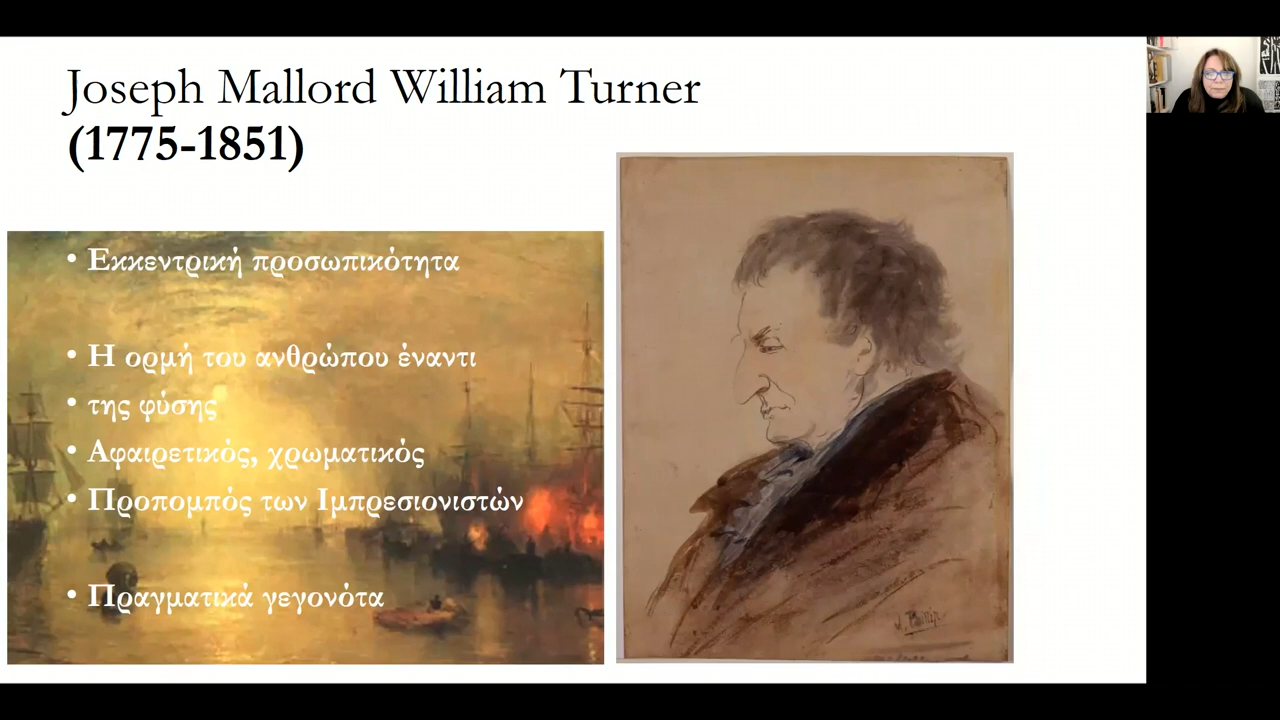 Joseph Mallord William Turner
(1775-1851)
• Εκκεντρική προσωπικότητα
• Η ορμή του ανθρώπου έναντι
• της φύσης
• Αφαιρετικός, χρωματικός
• Προπομπός των Ιμπρεσιονιστών
• Πραγματικά γεγονότα